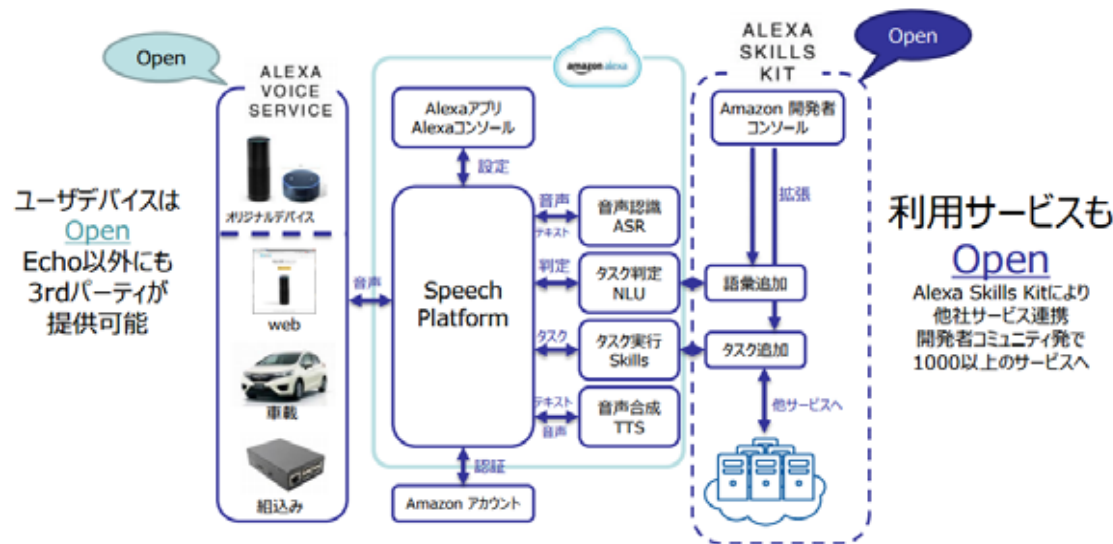 Open
ALEXA
VOICE
SERVICE
オリジナルデバイス
web
車載
組込み
ユーザデバイスは
Open
Echo以外にも
3rdパーティが
提供可能
音声
amazon alexa
Alexaアプリ
Alexaコンソール
設定
Speech
Platform
音声
テキスト
音声認識
ASR
判定
タスク判定
NLU
タスク
タスク実行
Skills
テキスト
音声
音声合成
TTS
認証
Amazon アカウント
ALEXA
SKILLS
KIT
Open
Amazon 開発者
コンソール
拡張
語彙追加
タスク追加
他サービスへ
利用サービスも
Open
Alexa Skills Kitにより
他社サービス連携
開発者コミュニティ発で
1000以上のサービスへ